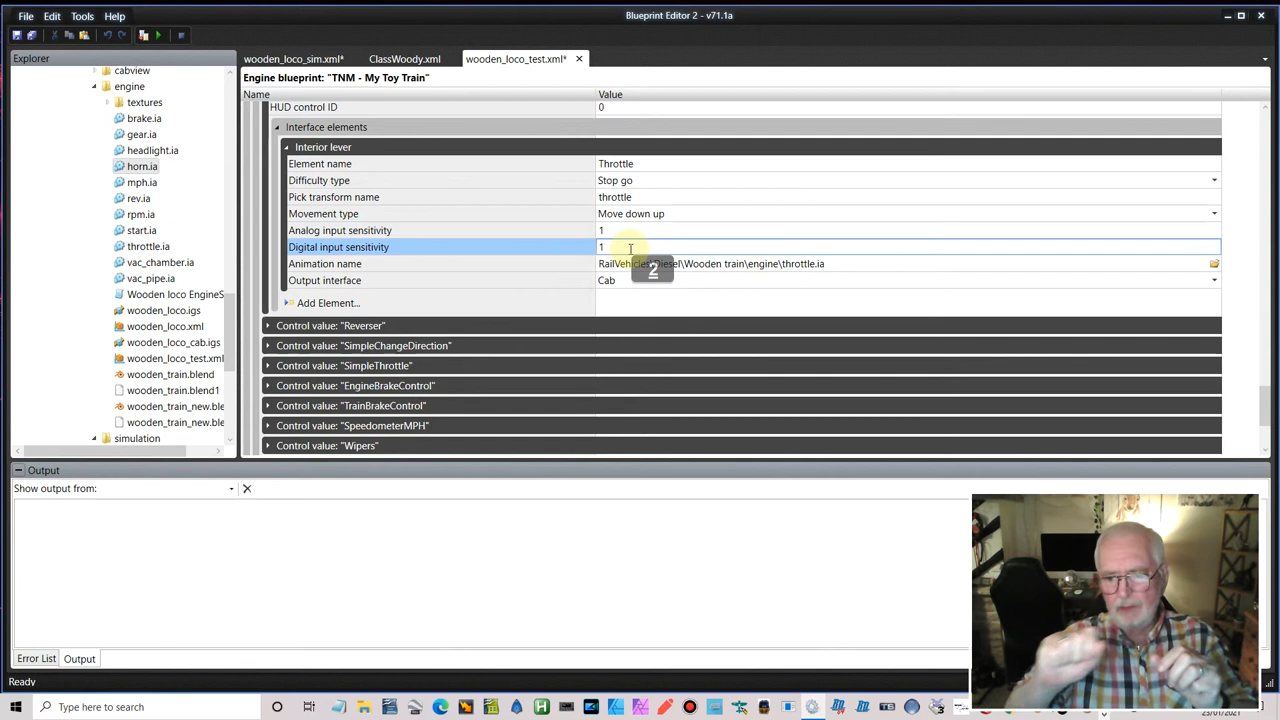 File Edit Tools Help
Blueprint Editor 2 - v71.1a
Explorer
wooden_loco_sim.xml* ClassWoody.xml wooden_loco_test.xml*
Engine blueprint: "TNM - My Toy Train"
Name Value
cabview
engine
textures
brake.ia
gear.ia
headlight.ia
horn.ia
mph.ia
rev.ia
rpm.ia
start.ia
throttle.ia
vac_chamber.ia
vac_pipe.ia
Wooden loco EngineS
wooden_loco.igs
wooden_loco.xml
wooden_loco_cab.igs
wooden_loco_test.xml
wooden_train.blend
wooden_train.blend1
wooden_train_new.ble
wooden_train_new.ble
simulation
HUD control ID 0
Interface elements
Interior lever
Element name Throttle
Difficulty type Stop go
Pick transform name throttle
Movement type Move down up
Analog input sensitivity 1
Digital input sensitivity 1
Animation name RailVehicles\Diesel\Wooden train\engine\throttle.ia
2
Output interface Cab
Add Element...
Control value: "Reverser"
Control value: "SimpleChangeDirection"
Control value: "SimpleThrottle"
Control value: "EngineBrakeControl"
Control value: "TrainBrakeControl"
Control value: "SpeedometerMPH"
Control value: "Wipers"
Output
Show output from:
Error List Output
Ready
Type here to search
23/01/2021